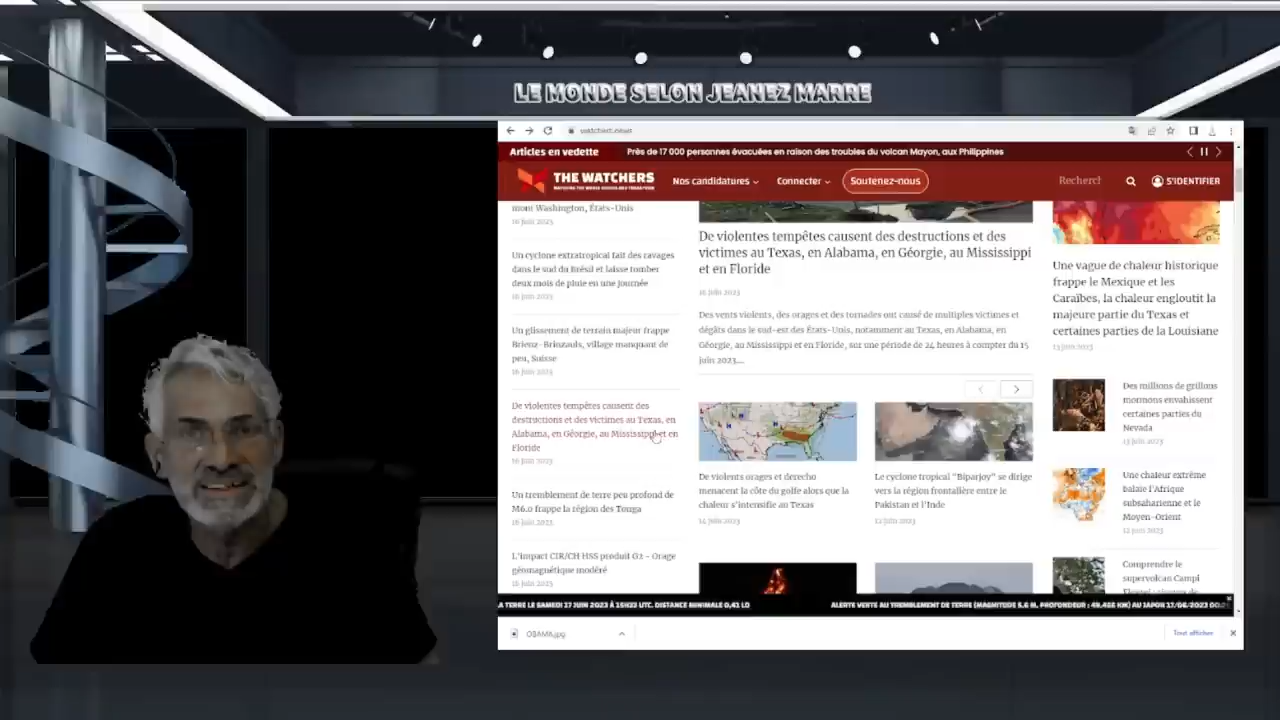 LE MONDE SELON JEANEZ MARRE
watchers.news
Articles en vedette
Près de 17 000 personnes évacuées en raison des troubles du volcan Mayon, aux Philippines
THE WATCHERS
Nos candidatures
Connecter
Soutenez-nous
Recherch
S'IDENTIFIER
mont Washington, États-Unis
16 juin 2023
Un cyclone extratropical fait des ravages
dans le sud du Brésil et laisse tomber
deux mois de pluie en une journée
16 juin 2023
Un glissement de terrain majeur frappe
Brienz-Brinzauls, village manquant de
peu, Suisse
16 juin 2023
De violentes tempêtes causent des
destructions et des victimes au Texas, en
Alabama, en Géorgie, au Mississippi et en
Floride
16 juin 2023
Un tremblement de terre peu profond de
M6.0 frappe la région des Tonga
16 juin 2023
L'impact CIR/CH HSS produit G2 - Orage
géomagnétique modéré
15 juin 2023
De violentes tempêtes causent des destructions et des
victimes au Texas, en Alabama, en Géorgie, au Mississippi
et en Floride
16 juin 2023
Des vents violents, des orages et des tornades ont causé de multiples victimes et
dégâts dans le sud-est des États-Unis, notamment au Texas, en Alabama, en
Géorgie, au Mississippi et en Floride, sur une période de 24 heures à compter du 15
juin 2023....
De violents orages et derecho
menacent la côte du golfe alors que la
chaleur s'intensifie au Texas
14 juin 2023
Le cyclone tropical “Biparjoy” se dirige
vers la région frontalière entre le
Pakistan et l'Inde
12 juin 2023
Une vague de chaleur historique
frappe le Mexique et les
Caraïbes, la chaleur engloutit la
majeure partie du Texas et
certaines parties de la Louisiane
13 juin 2023
Des millions de grillons
mormons envahissent
certaines parties du
Nevada
13 juin 2023
Une chaleur extrême
balaie l'Afrique
subsaharienne et le
Moyen-Orient
12 juin 2023
Comprendre le
supervolcan Campi
A TERRE LE SAMEDI 17 JUIN 2023 À 15H22 UTC. DISTANCE MINIMALE 0,41 LD
ALERTE VERTE AU TREMBLEMENT DE TERRE (MAGNITUDE 5.6 M, PROFONDEUR : 49.456 KM) AU JAPON 17/06/2023
OBAMA.jpg
Tout afficher